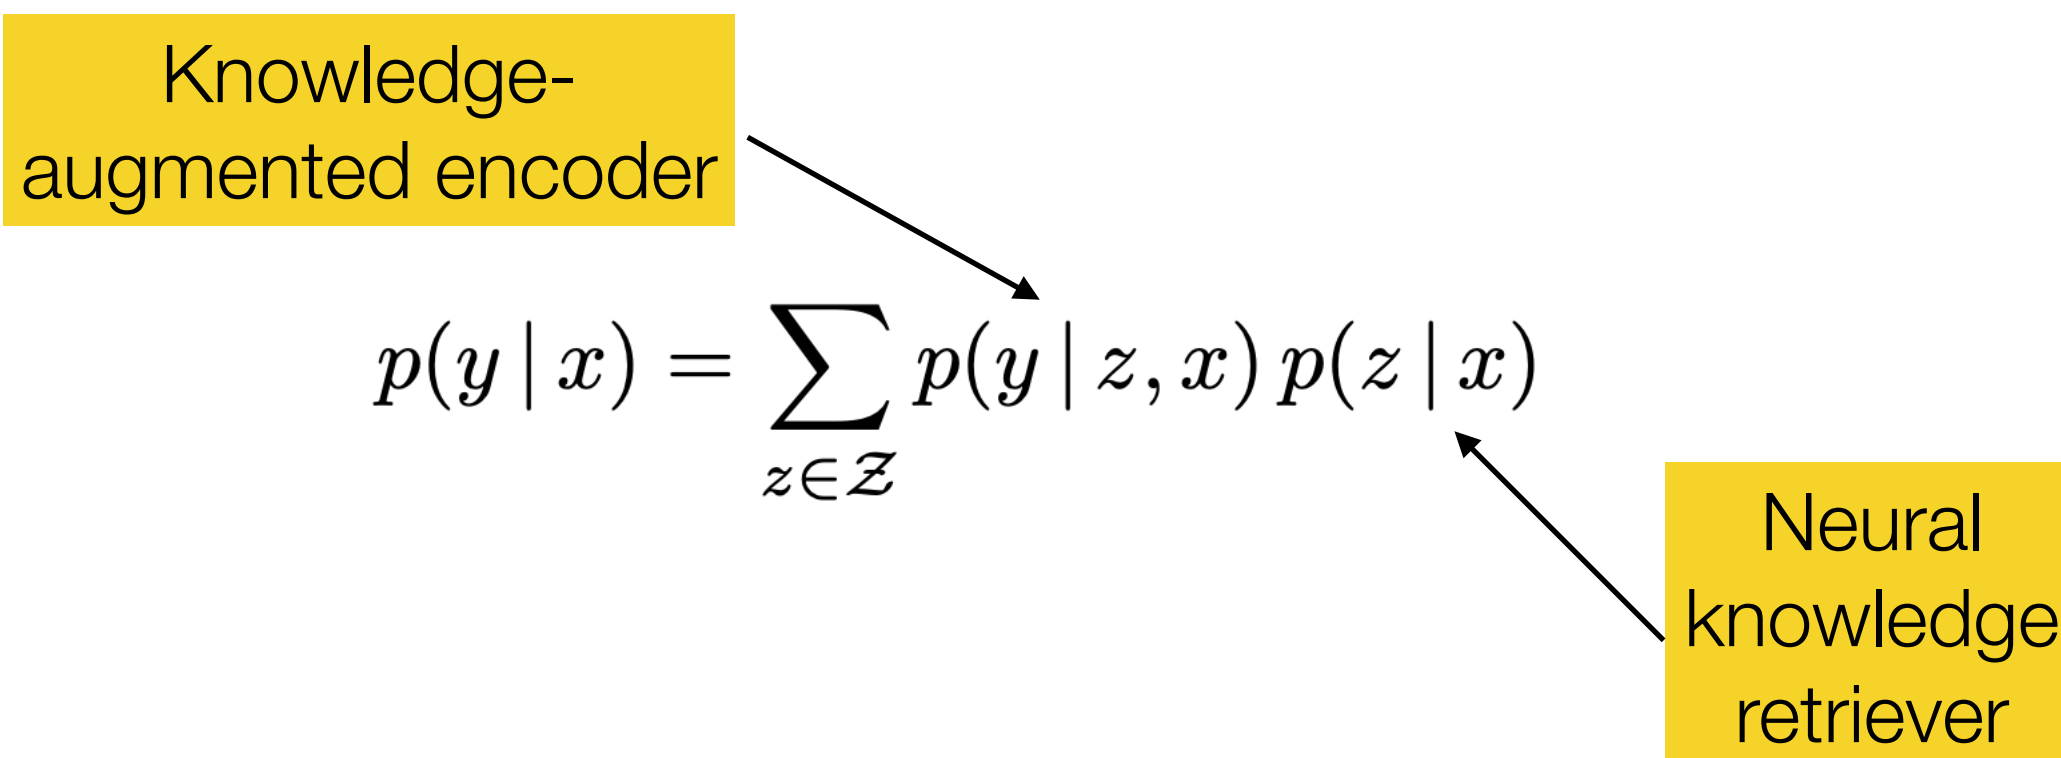 Knowledge-
augmented encoder
p(y | x) = ∑ p(y | z, x) p(z | x)
z∈𝒵
Neural
knowledge
retriever